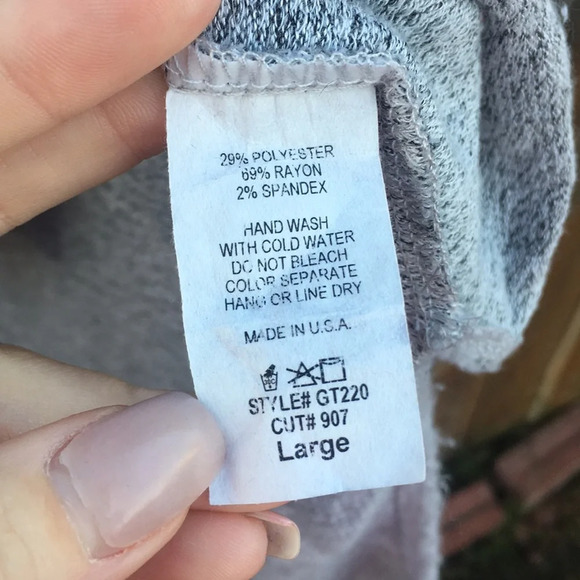 29% POLYESTER
69% RAYON
2% SPANDEX
HAND WASH
WITH COLD WATER
DO NOT BLEACH
COLOR SEPARATE
HANG OR LINE DRY
MADE IN U.S.A.
STYLE# GT220
CUT# 907
Large